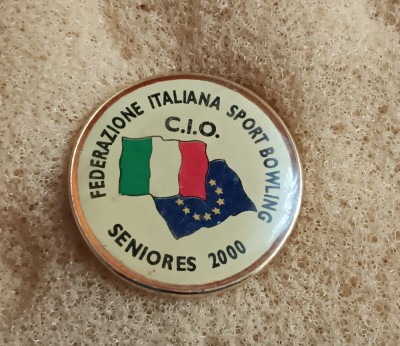 FEDERAZIONE ITALIANA SPORT BOWLING
C.I.O.
SENIORES 2000